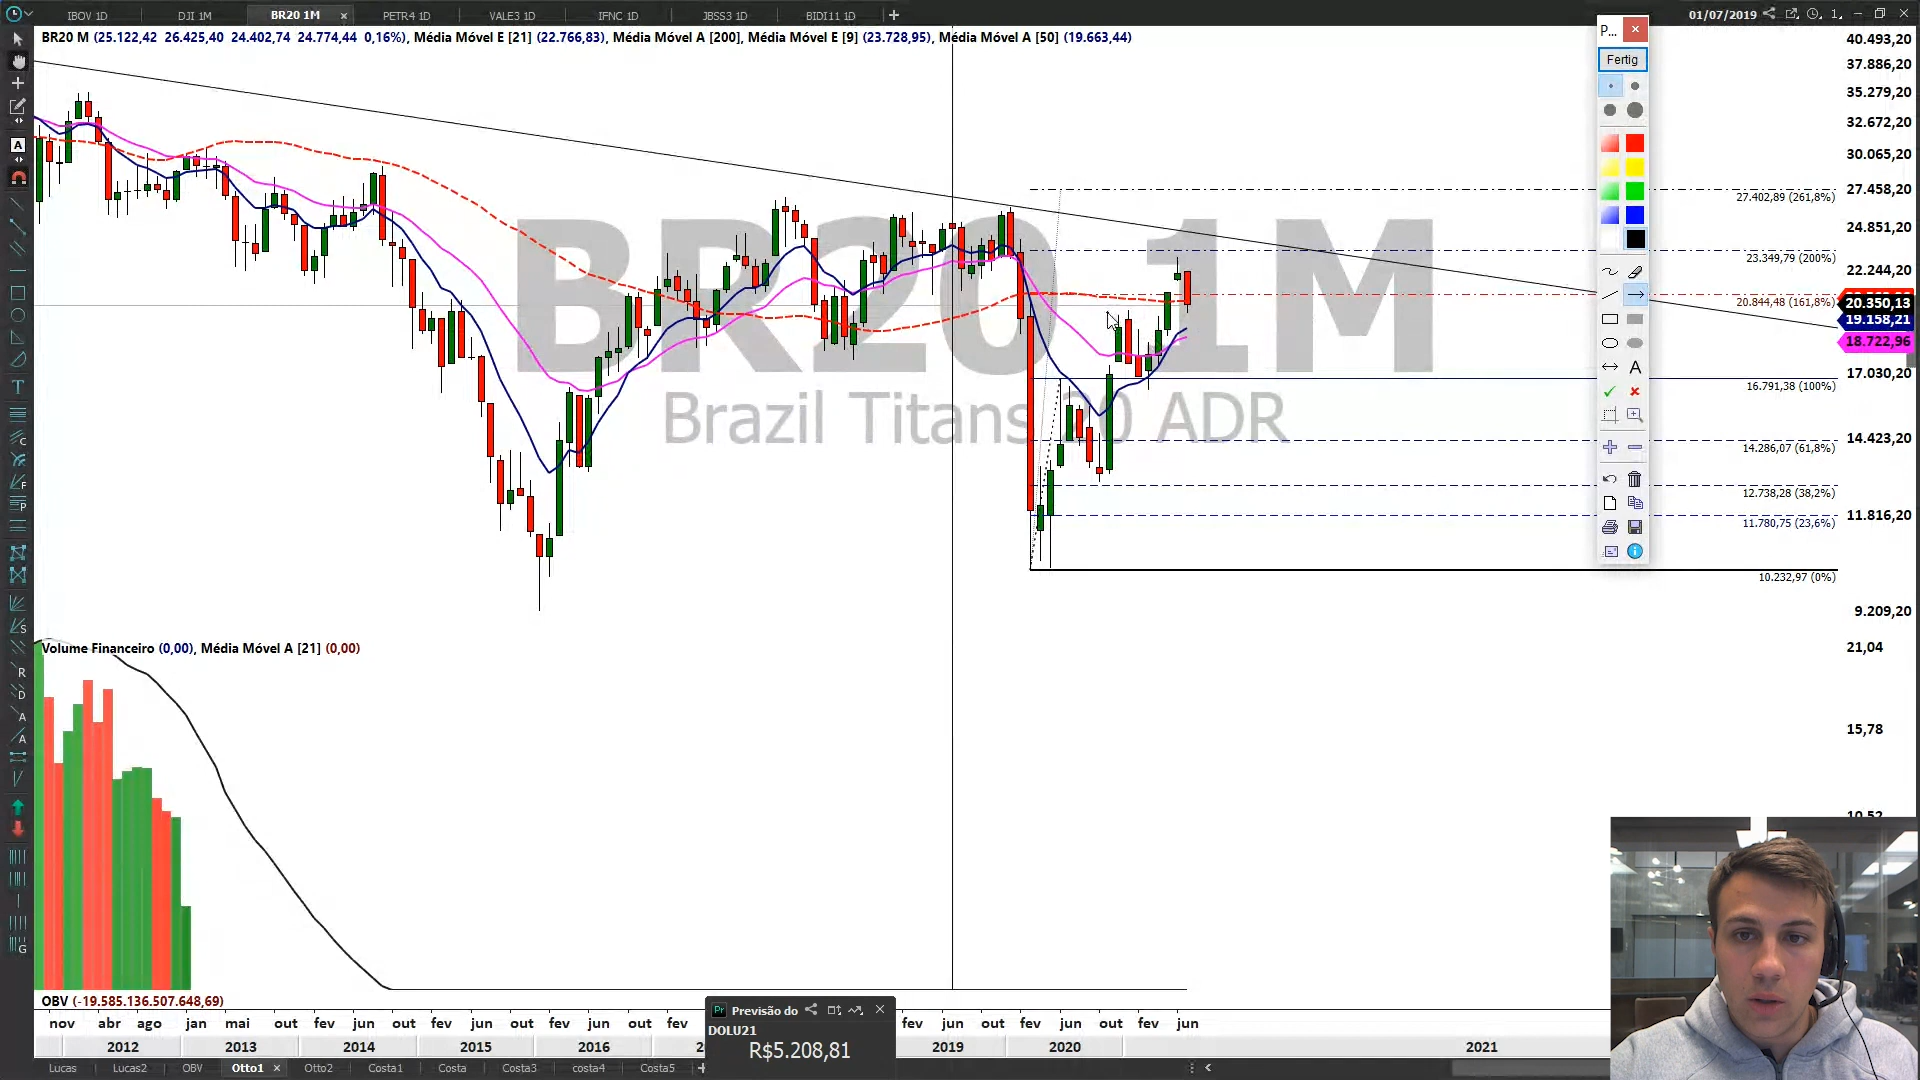 IBOV 1D
DJI 1M
BR20 1M
PETR4 1D
VALE3 1D
IFNC 1D
JBSS3 1D
BIDI11 1D
01/07/2019
1
BR20 M (25.122,42 26.425,40 24.402,74 24.774,44 0,16%), Média Móvel E [21] (22.766,83), Média Móvel A [200], Média Móvel E [9] (23.728,95), Média Móvel A [50] (19.663,44)
P...
Fertig
40.493,20
37.886,20
35.279,20
32.672,20
30.065,20
27.458,20
24.851,20
22.244,20
20.350,13
19.158,21
18.722,96
17.030,20
14.423,20
11.816,20
9.209,20
27.402,89 (261,8%)
23.349,79 (200%)
20.844,48 (161,8%)
16.791,38 (100%)
14.286,07 (61,8%)
12.738,28 (38,2%)
11.780,75 (23,6%)
10.232,97 (0%)
BR20 1M
Brazil Titans 20 ADR
Volume Financeiro (0,00), Média Móvel A [21] (0,00)
21,04
15,78
10,52
OBV (-19.585.136.507.648,69)
nov abr ago jan mai out fev jun out fev jun out fev jun out fev
fev jun out fev jun out fev jun
2012 2013 2014 2015 2016
2019 2020 2021
Previsão do
DOLU21
R$5.208,81
Lucas Lucas2 OBV Otto1 Otto2 Costa1 Costa Costa3 costa4 Costa5